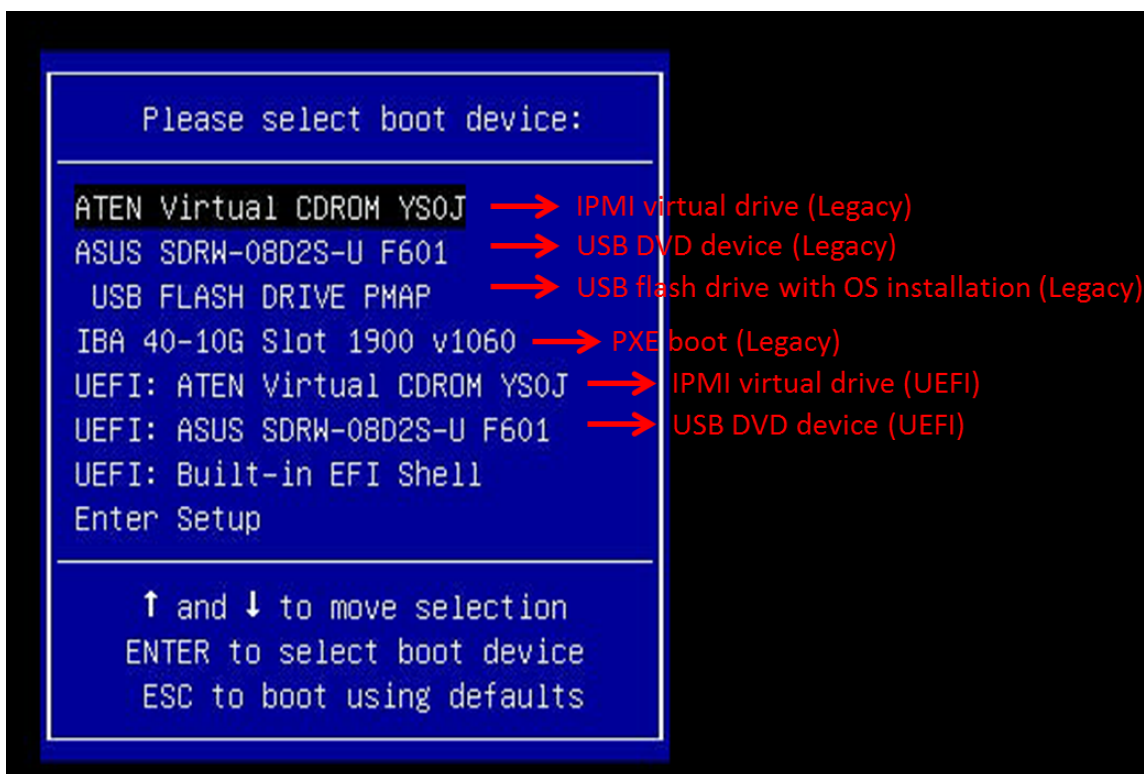 Please select boot device:
ATEN Virtual CDROM YS0J → IPMI virtual drive (Legacy)
ASUS SDRW-08D2S-U F601 → USB DVD device (Legacy)
USB FLASH DRIVE PMAP → USB flash drive with OS installation (Legacy)
IBA 40-10G Slot 1900 v1060 → PXE boot (Legacy)
UEFI: ATEN Virtual CDROM YS0J → IPMI virtual drive (UEFI)
UEFI: ASUS SDRW-08D2S-U F601 → USB DVD device (UEFI)
UEFI: Built-in EFI Shell
Enter Setup
↑ and ↓ to move selection
ENTER to select boot device
ESC to boot using defaults